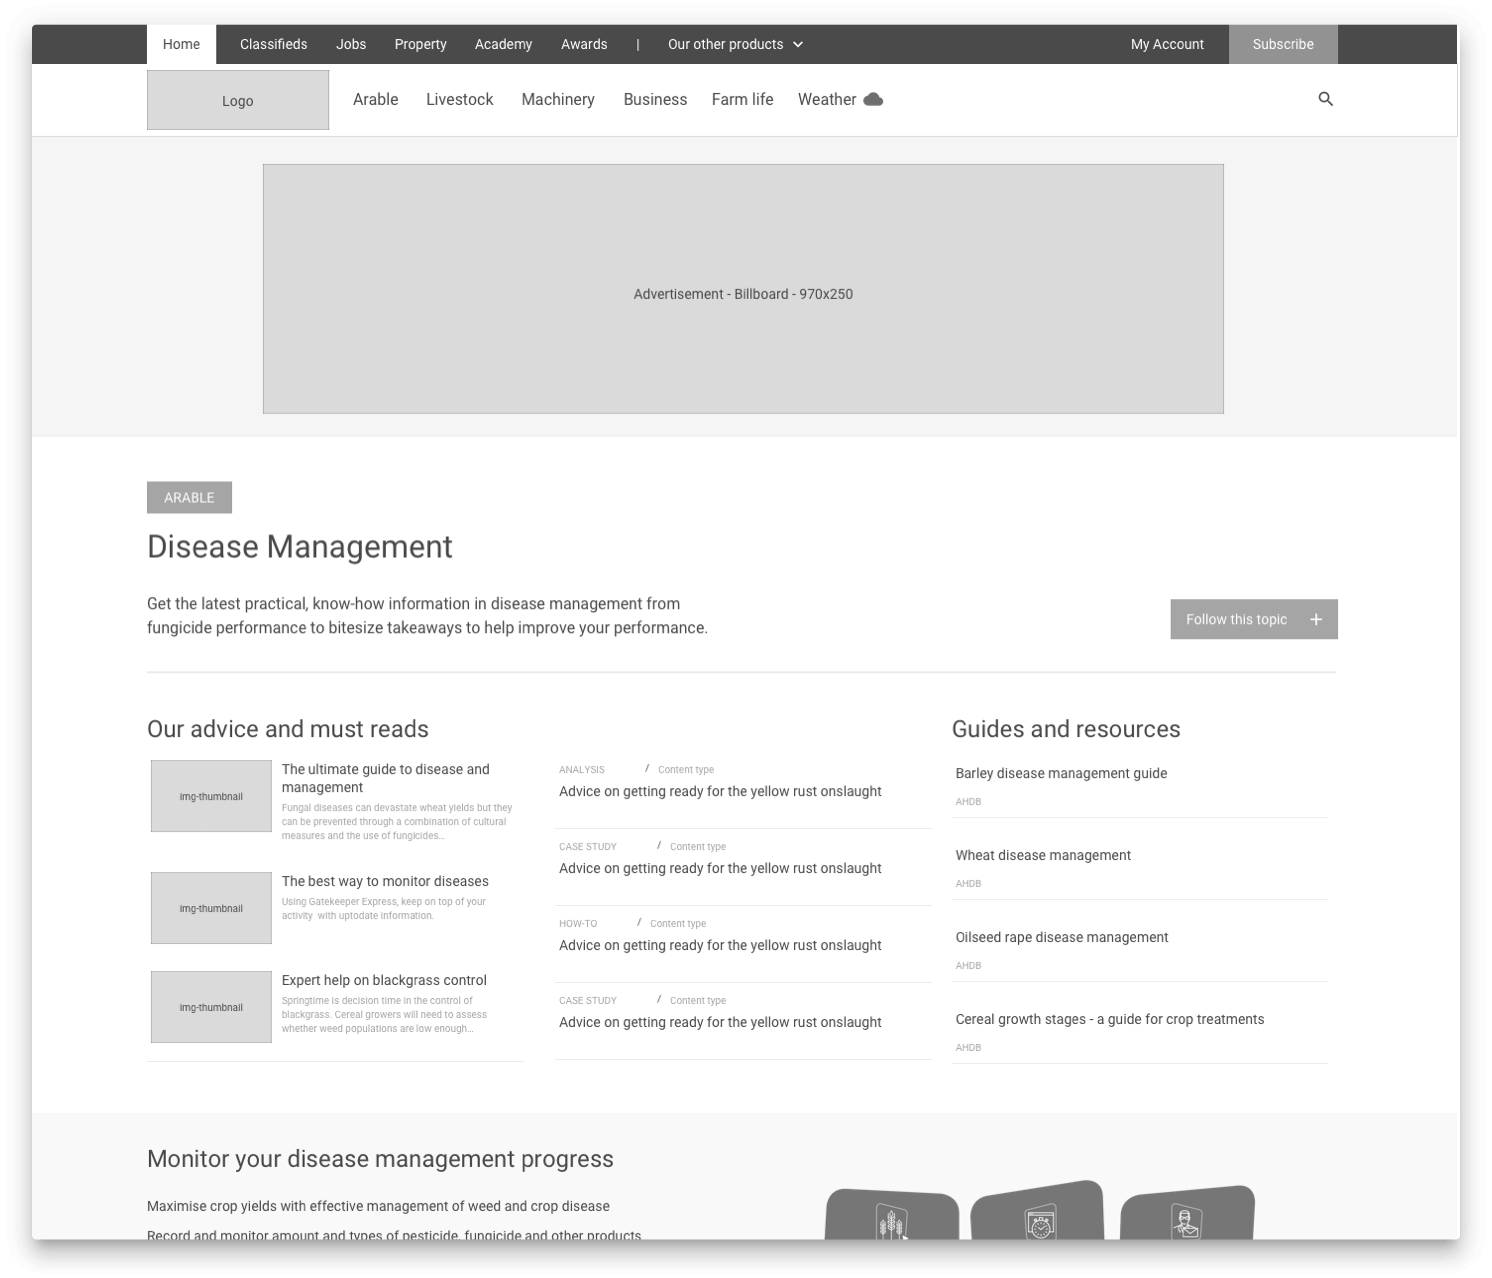 Home Classifieds Jobs Property Academy Awards | Our other products My Account Subscribe
Logo Arable Livestock Machinery Business Farm life Weather
Advertisement - Billboard - 970x250
ARABLE
Disease Management
Get the latest practical, know-how information in disease management from
fungicide performance to bitesize takeaways to help improve your performance.
Follow this topic +
Our advice and must reads
img-thumbnail
The ultimate guide to disease and
management
Fungal diseases can devastate wheat yields but they
can be prevented through a combination of cultural
measures and the use of fungicides...
img-thumbnail
The best way to monitor diseases
Using Gatekeeper Express, keep on top of your
activity with uptodate information.
img-thumbnail
Expert help on blackgrass control
Springtime is decision time in the control of
blackgrass. Cereal growers will need to assess
whether weed populations are low enough...
ANALYSIS / Content type
Advice on getting ready for the yellow rust onslaught
CASE STUDY / Content type
Advice on getting ready for the yellow rust onslaught
HOW-TO / Content type
Advice on getting ready for the yellow rust onslaught
CASE STUDY / Content type
Advice on getting ready for the yellow rust onslaught
Guides and resources
Barley disease management guide
AHDB
Wheat disease management
AHDB
Oilseed rape disease management
AHDB
Cereal growth stages - a guide for crop treatments
AHDB
Monitor your disease management progress
Maximise crop yields with effective management of weed and crop disease
Record and monitor amount and types of pesticide, fungicide and other products